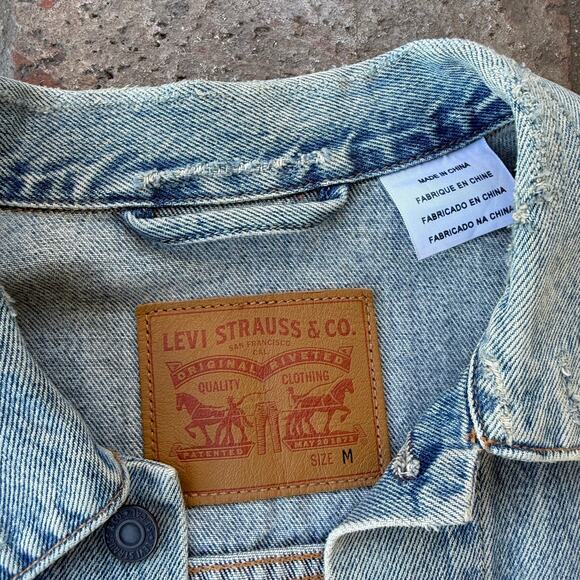 MADE IN CHINA
FABRIQUE EN CHINE
FABRICADO EN CHINA
FABRICADO NA CHINA
LEVI STRAUSS & CO.
SAN FRANCISCO
CAL.
ORIGINAL RIVETED
QUALITY CLOTHING
PATENTED MAY 20 1873
SIZE M